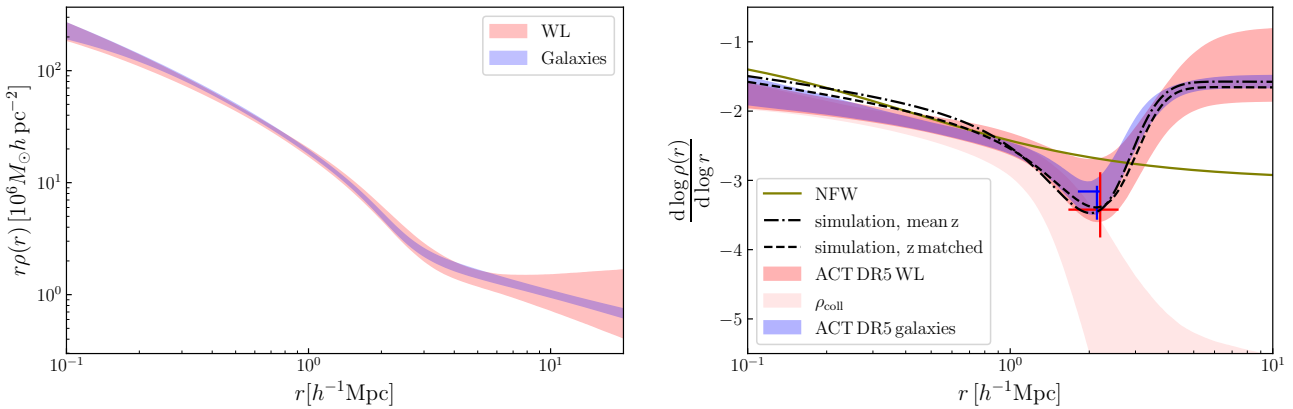 WL
Galaxies
10²
10¹
10⁰
rρ(r) [10⁶M⊙h pc⁻²]
10⁻¹ 10⁰ 10¹
r[h⁻¹Mpc]
−1
−2
−3
−4
−5
d log ρ(r)
d log r
NFW
simulation, mean z
simulation, z matched
ACT DR5 WL
ρcoll
ACT DR5 galaxies
10⁻¹ 10⁰ 10¹
r [h⁻¹Mpc]